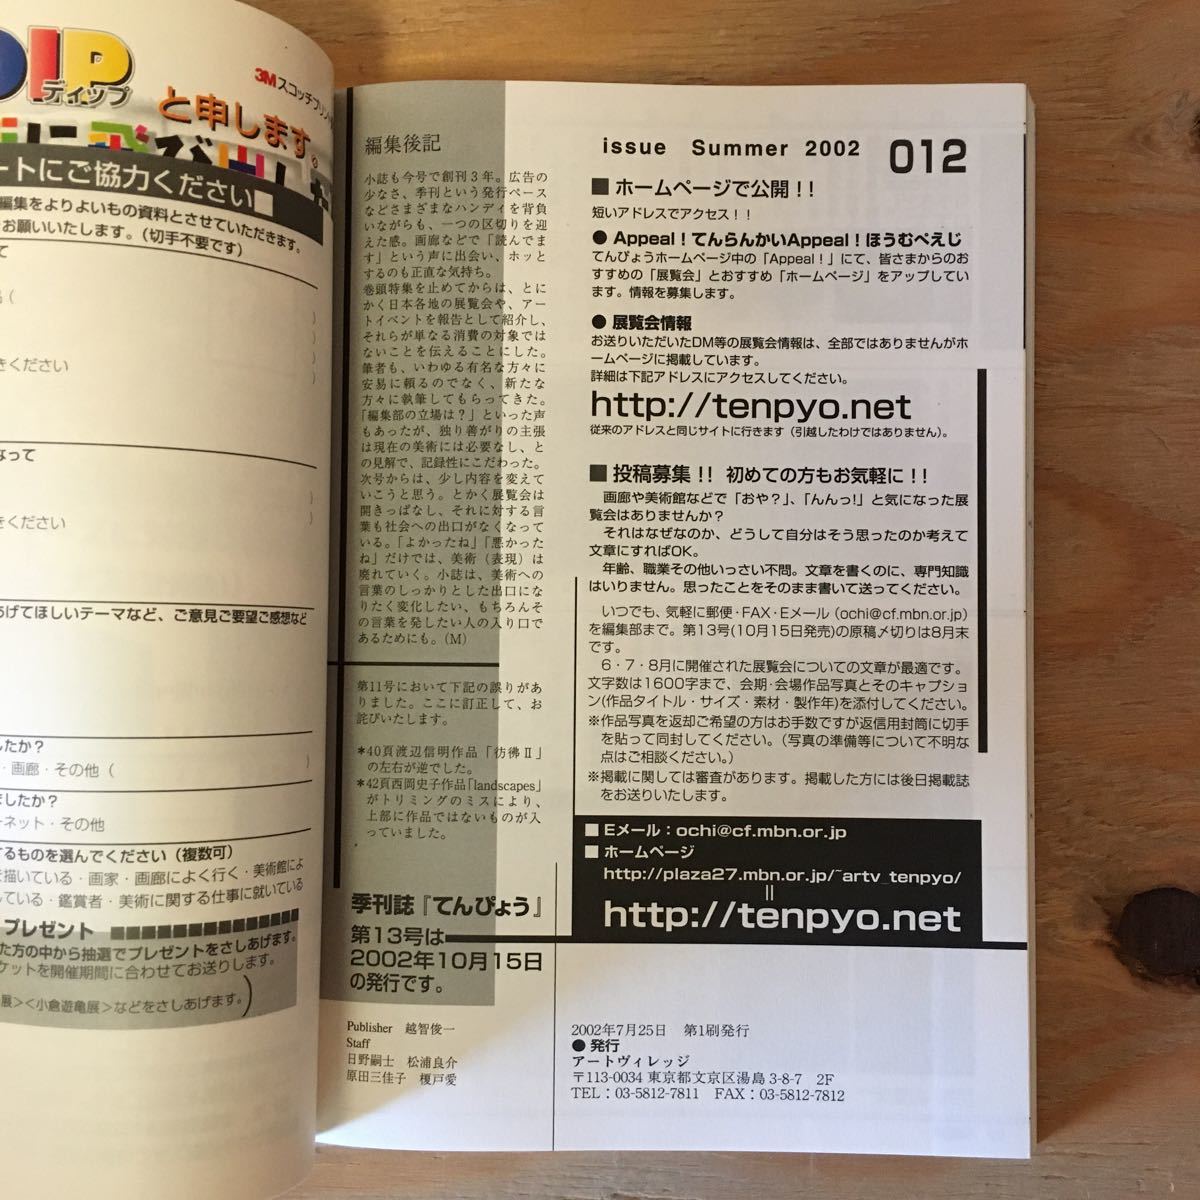 DIP
ディップ
3Mスコッチプリント
と申します。
ートにご協力ください■
編集をよりよいもの資料とさせていただきます。
お願いいたします。(切手不要です)
て
きください
なって
きください
あげてほしいテーマなど、ご意見ご要望ご感想など
したか?
・画廊・その他(
ましたか?
ーネット・その他
するものを選んでください(複数可)
を描いている・画家・画廊によく行く・美術館によ
している・鑑賞者・美術に関する仕事に就いている
プレゼント
た方の中から抽選でプレゼントをさしあげます。
ケットを開催期間に合わせてお送りします。
展><小倉遊亀展>などをさしあげます。)
編集後記
小誌も今号で創刊3年。広告の
少なさ、季刊という発行ペース
などさまざまなハンディを背負
いながらも、一つの区切りを迎
えた感。画廊などで「読んでま
す」という声に出会い、ホッと
するのも正直な気持ち。
巻頭特集を止めてからは、とに
かく日本各地の展覧会や、アー
トイベントを報告として紹介し、
それらが単なる消費の対象では
ないことを伝えることにした。
筆者も、いわゆる有名な方々に
安易に頼るのでなく、新たな
方々に執筆してもらってきた。
「編集部の立場は?」といった声
もあったが、独り善がりの主張
は現在の美術には必要なし、と
の見解で、記録性にこだわった。
次号からは、少し内容を変えて
いこうと思う。とかく展覧会は
開きっぱなし、それに対する言
葉も社会への出口がなくなって
いる。「よかったね」「悪かった
ね」だけでは、美術(表現)は
廃れていく。小誌は、美術への
言葉のしっかりとした出口にな
りたく変化したい、もちろんそ
の言葉を発したい人の入り口で
あるためにも。(M)
第11号において下記の誤りがあ
りました。ここに訂正して、お
詫びいたします。
*40頁渡辺信明作品「彷彿Ⅱ」
の左右が逆でした。
*42頁西岡史子作品「landscapes」
がトリミングのミスにより、
上部に作品ではないものが入
っていました。
季刊誌『てんぴょう』
第13号は
2002年10月15日
の発行です。
Publisher 越智俊一
Staff
日野嗣士 松浦良介
原田三佳子 榎戸愛
issue Summer 2002 012
■ ホームページで公開!!
短いアドレスでアクセス!!
● Appeal!てんらんかいAppeal!ほうむぺえじ
てんぴょうホームページ中の「Appeal!」にて、皆さまからのお
すすめの「展覧会」とおすすめ「ホームページ」をアップしてい
ます。情報を募集します。
● 展覧会情報
お送りいただいたDM等の展覧会情報は、全部ではありませんがホ
ームページに掲載しています。
詳細は下記アドレスにアクセスしてください。
http://tenpyo.net
従来のアドレスと同じサイトに行きます(引越したわけではありません)。
■ 投稿募集!! 初めての方もお気軽に!!
画廊や美術館などで「おや?」、「んんっ!」と気になった展
覧会はありませんか?
それはなぜなのか、どうして自分はそう思ったのか考えて
文章にすればOK。
年齢、職業その他いっさい不問。文章を書くのに、専門知識
はいりません。思ったことをそのまま書いて送ってください。
いつでも、気軽に郵便・FAX・Eメール(ochi@cf.mbn.or.jp)
を編集部まで。第13号(10月15日発売)の原稿〆切りは8月末
です。
6・7・8月に開催された展覧会についての文章が最適です。
文字数は1600字まで、会期・会場作品写真とそのキャプショ
ン(作品タイトル・サイズ・素材・製作年)を添付してください。
※作品写真を返却ご希望の方はお手数ですが返信用封筒に切手
を貼って同封してください。(写真の準備等について不明な
点はご相談ください。)
※掲載に関しては審査があります。掲載した方には後日掲載誌
をお送りいたします。
■ Eメール:ochi@cf.mbn.or.jp
■ ホームページ
http://plaza27.mbn.or.jp/~artv_tenpyo/
||
http://tenpyo.net
2002年7月25日 第1刷発行
● 発行
アートヴィレッジ
〒113-0034 東京都文京区湯島3-8-7 2F
TEL:03-5812-7811 FAX:03-5812-7812